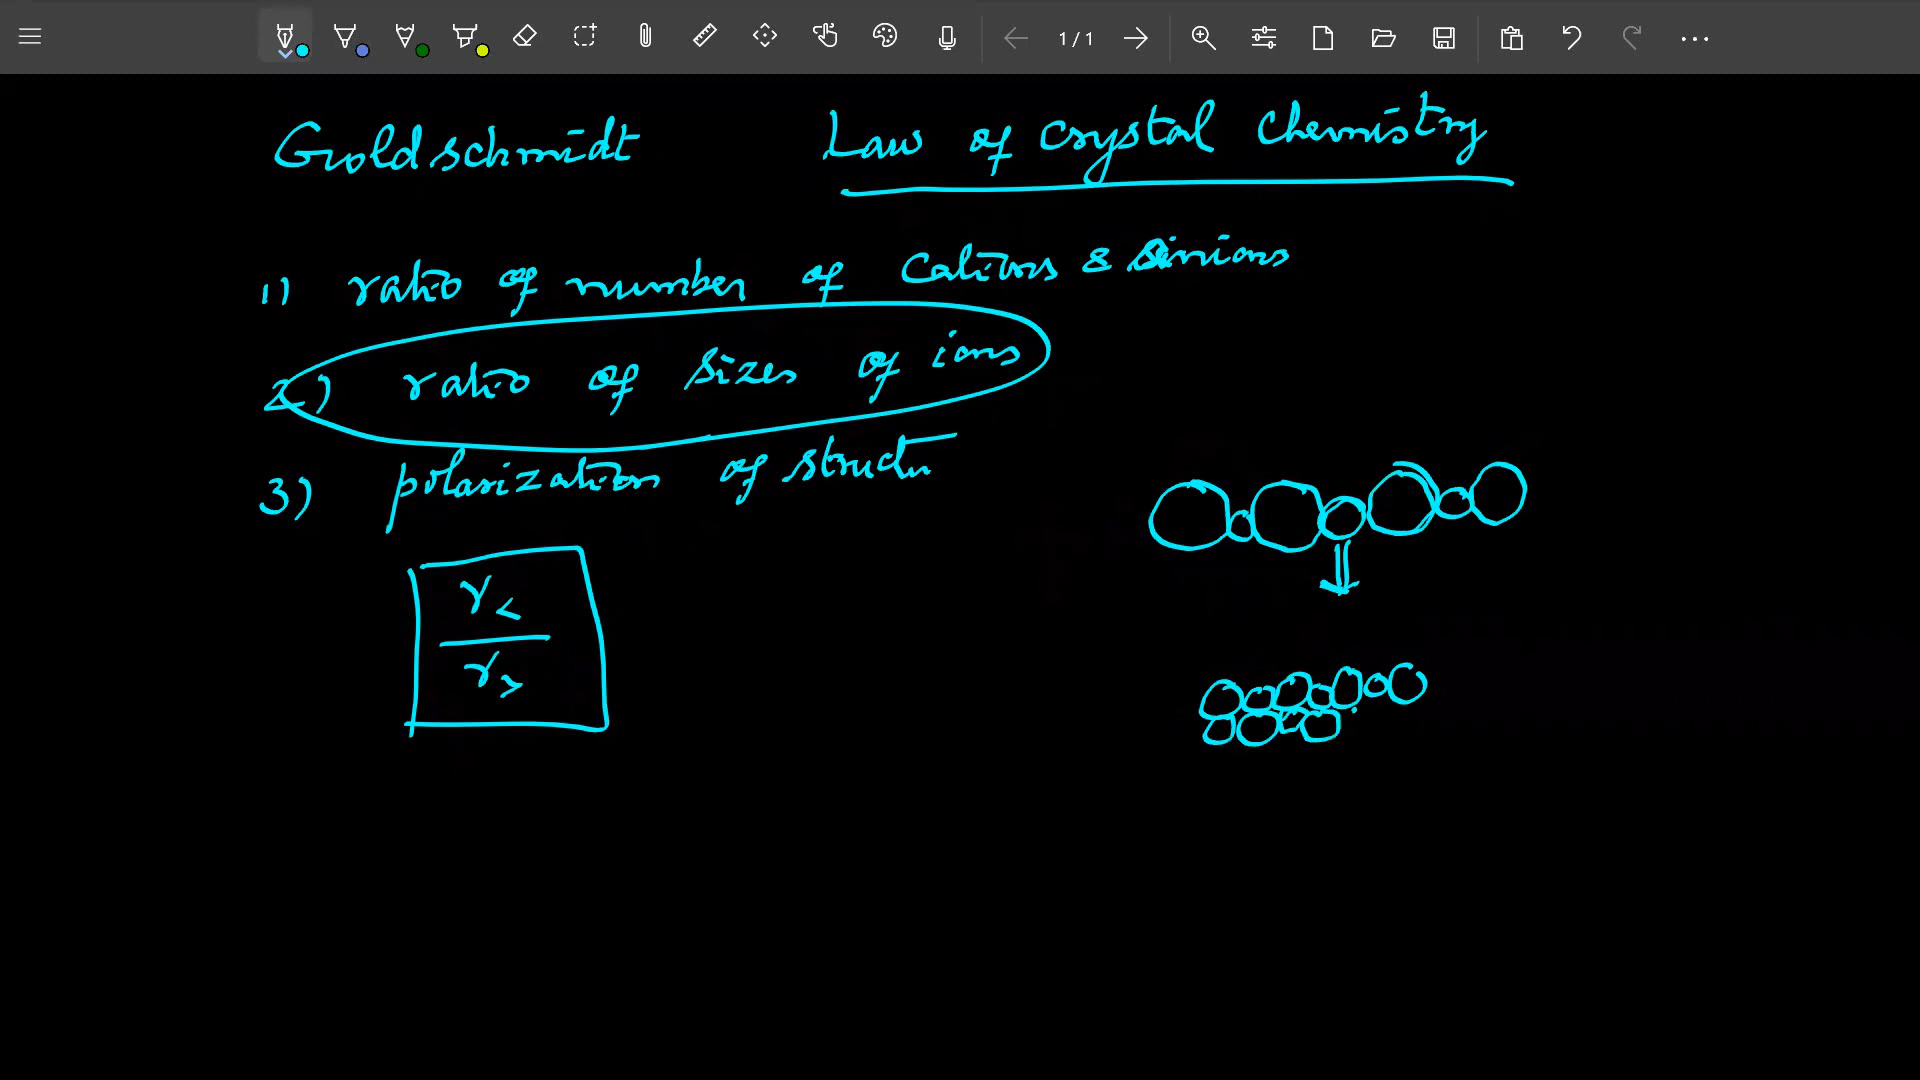 1 / 1
Goldschmidt Law of Crystal Chemistry
1) ratio of number of Cations & Anions
2) ratio of sizes of ions
3) polarization of structu
r<
r>